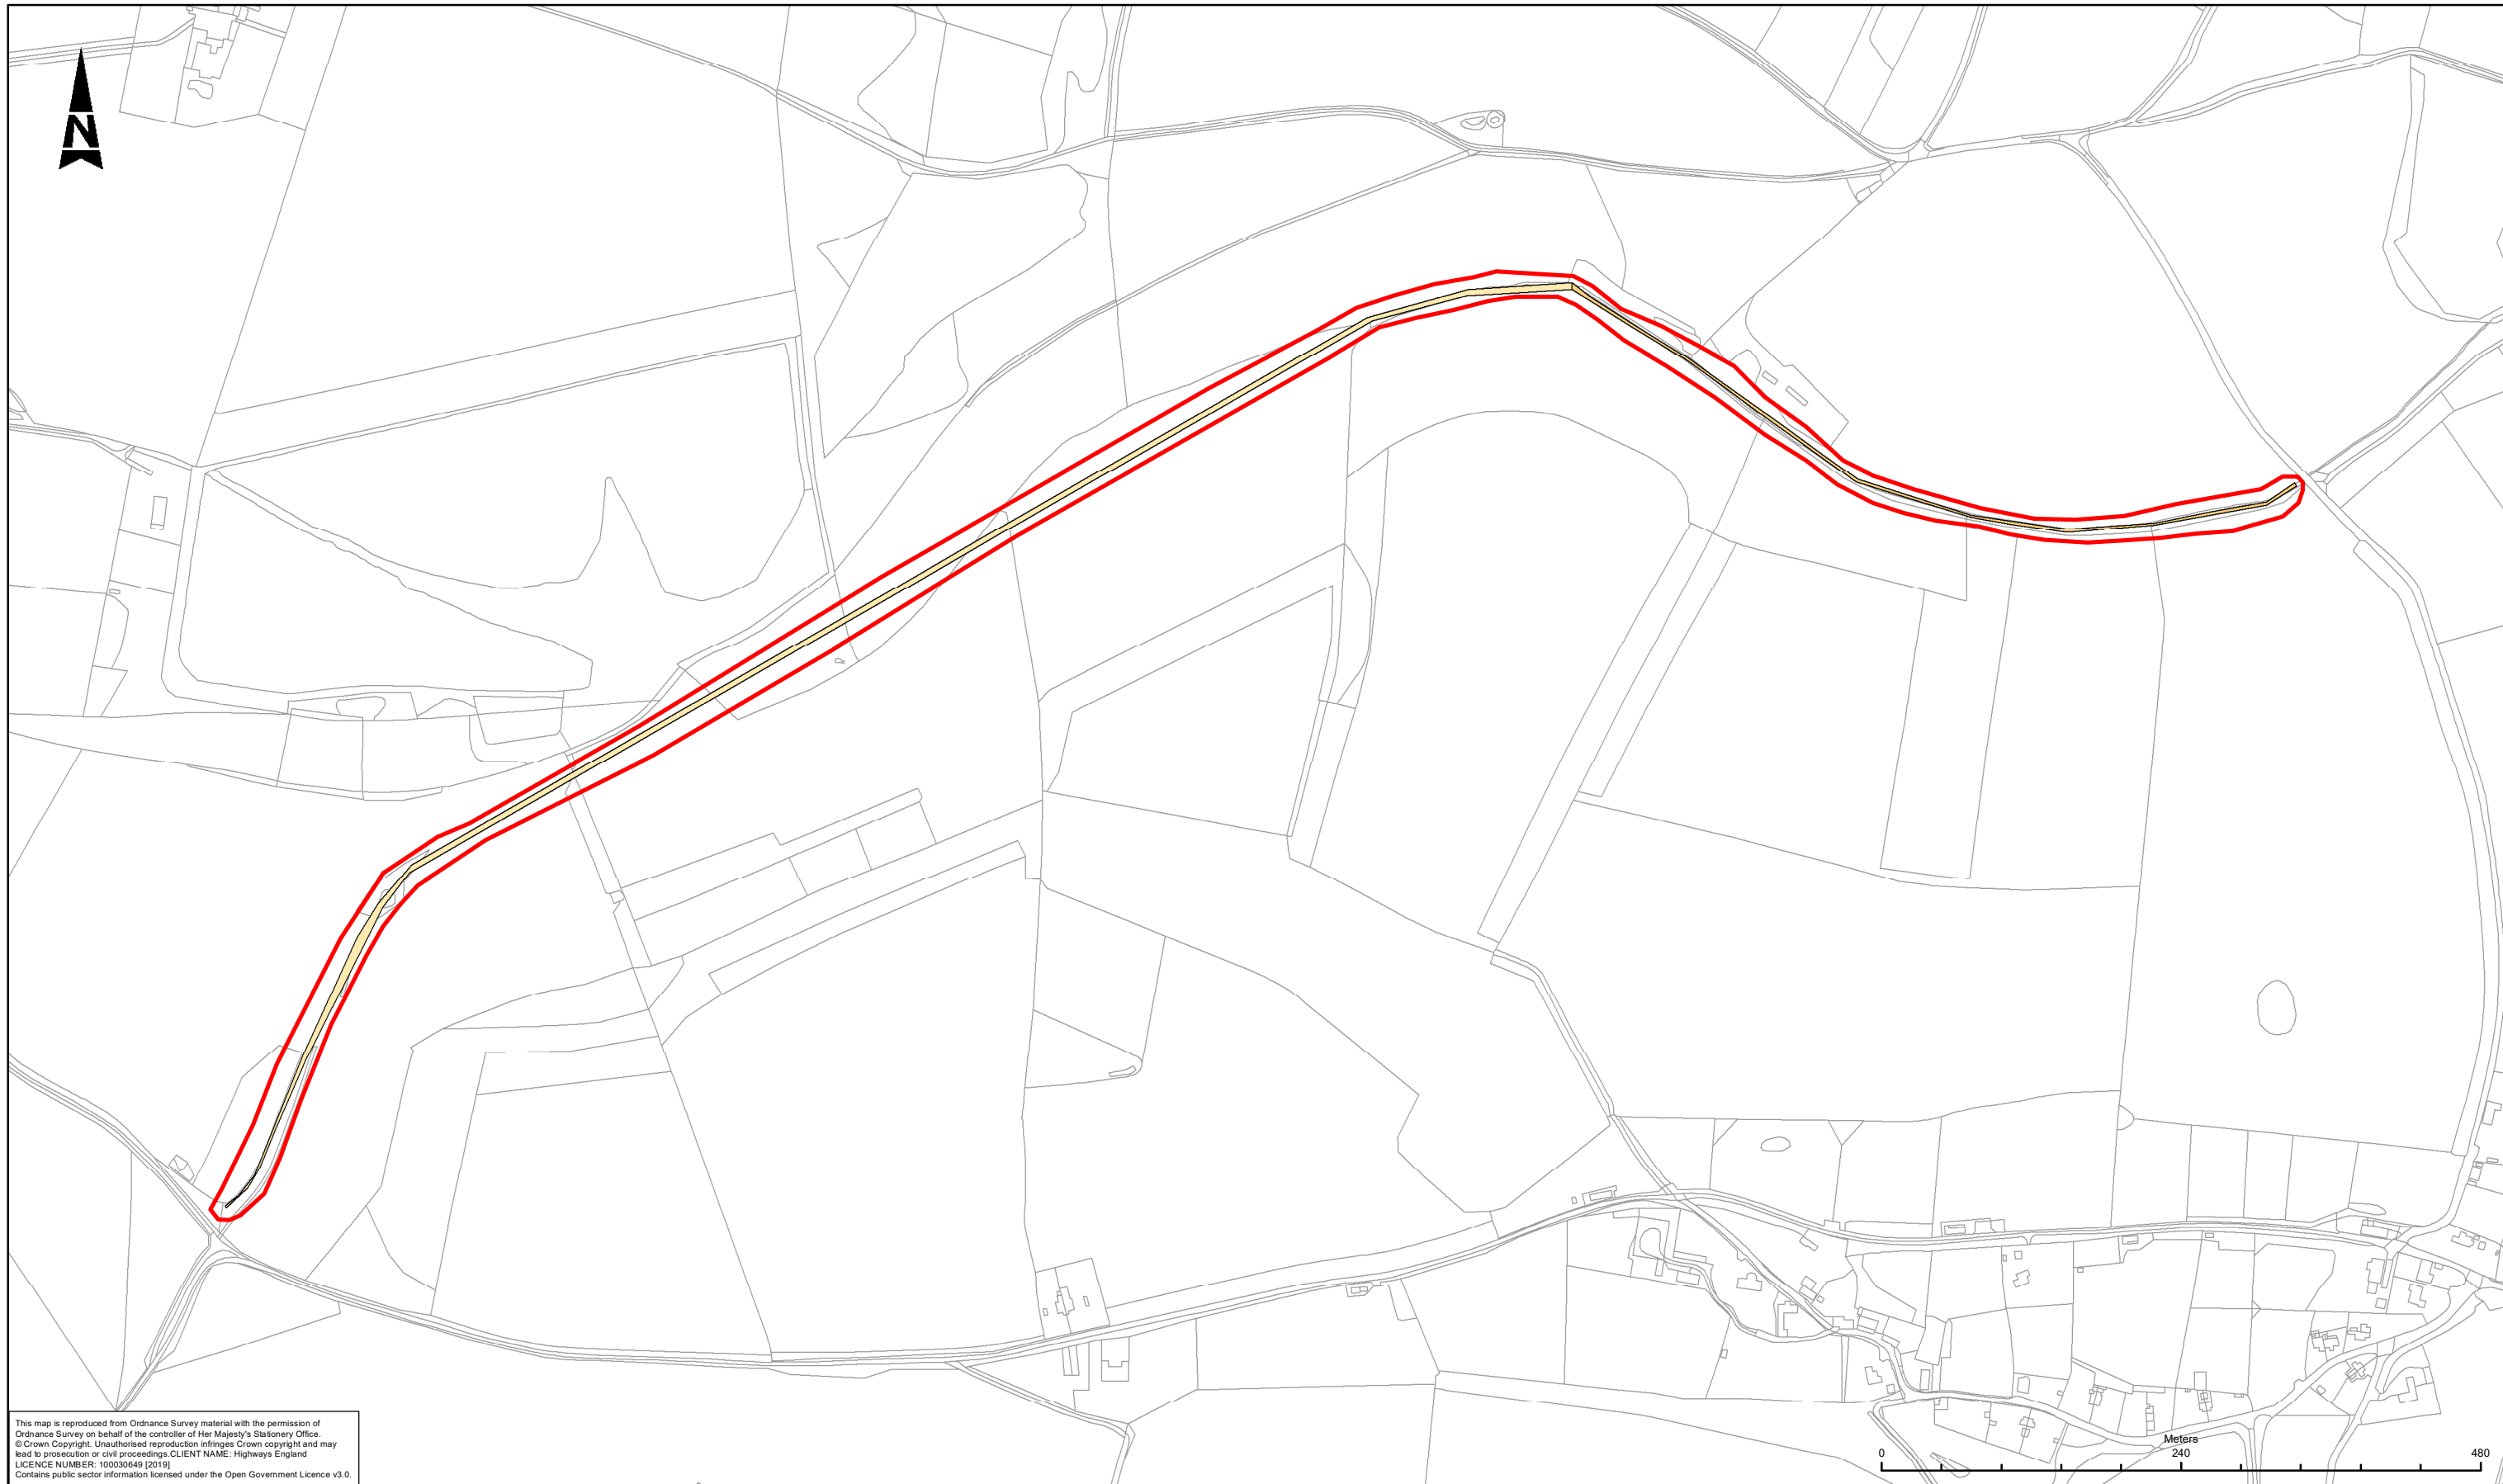 N
This map is reproduced from Ordnance Survey material with the permission of
Ordnance Survey on behalf of the controller of Her Majesty's Stationery Office.
© Crown Copyright. Unauthorised reproduction infringes Crown copyright and may
lead to prosecution or civil proceedings.CLIENT NAME: Highways England
LICENCE NUMBER: 100030649 [2019]
Contains public sector information licensed under the Open Government Licence v3.0.
Meters
0 240 480